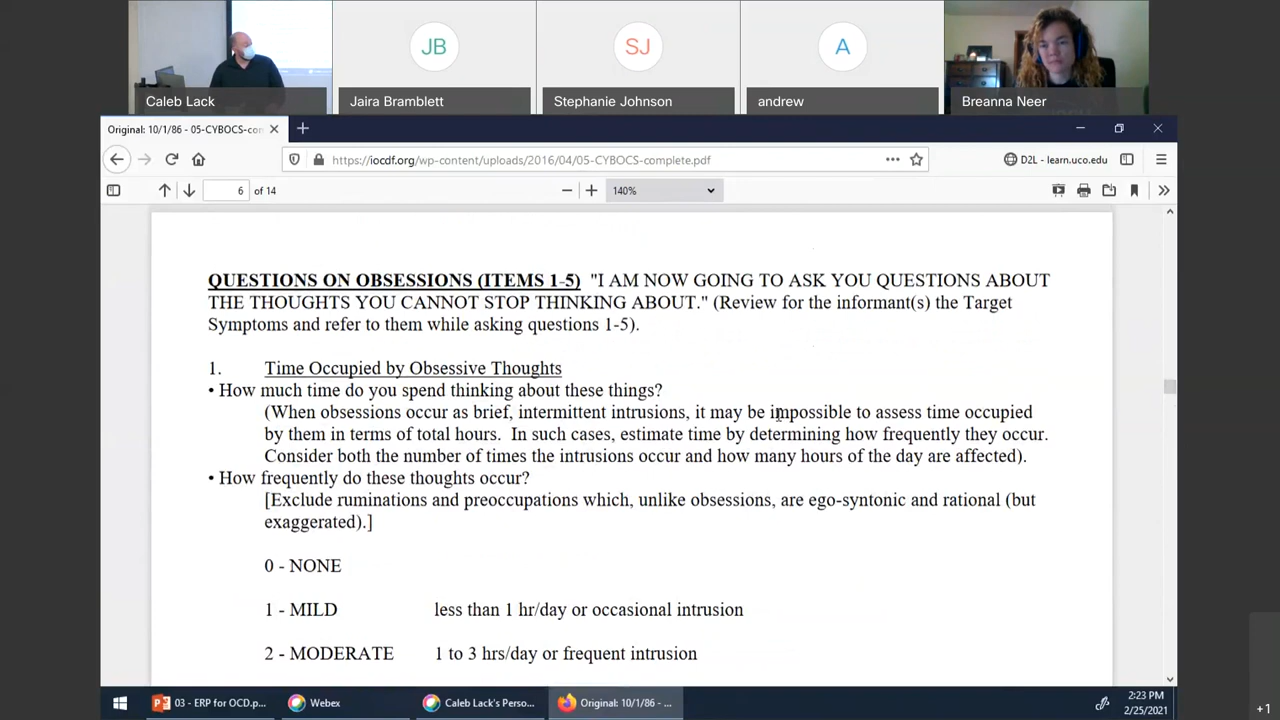 JB
SJ
A
Caleb Lack
Jaira Bramblett
Stephanie Johnson
andrew
Breanna Neer
Original: 10/1/86 - 05-CYBOCS-con
https://iocdf.org/wp-content/uploads/2016/04/05-CYBOCS-complete.pdf
D2L - learn.uco.edu
6 of 14
140%
QUESTIONS ON OBSESSIONS (ITEMS 1-5) "I AM NOW GOING TO ASK YOU QUESTIONS ABOUT
THE THOUGHTS YOU CANNOT STOP THINKING ABOUT." (Review for the informant(s) the Target
Symptoms and refer to them while asking questions 1-5).
1. Time Occupied by Obsessive Thoughts
• How much time do you spend thinking about these things?
(When obsessions occur as brief, intermittent intrusions, it may be impossible to assess time occupied
by them in terms of total hours. In such cases, estimate time by determining how frequently they occur.
Consider both the number of times the intrusions occur and how many hours of the day are affected).
• How frequently do these thoughts occur?
[Exclude ruminations and preoccupations which, unlike obsessions, are ego-syntonic and rational (but
exaggerated).]
0 - NONE
1 - MILD less than 1 hr/day or occasional intrusion
2 - MODERATE 1 to 3 hrs/day or frequent intrusion
03 - ERP for OCD.p...
Webex
Caleb Lack's Perso...
Original: 10/1/86 - ...
2:23 PM
2/25/2021
+1